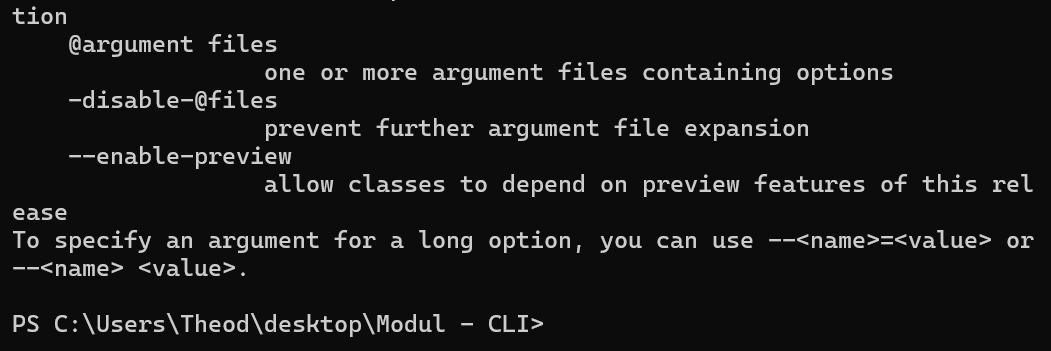 tion
    @argument files
                  one or more argument files containing options
    -disable-@files
                  prevent further argument file expansion
    --enable-preview
                  allow classes to depend on preview features of this rel
ease
To specify an argument for a long option, you can use --<name>=<value> or
--<name> <value>.

PS C:\Users\Theod\desktop\Modul - CLI>